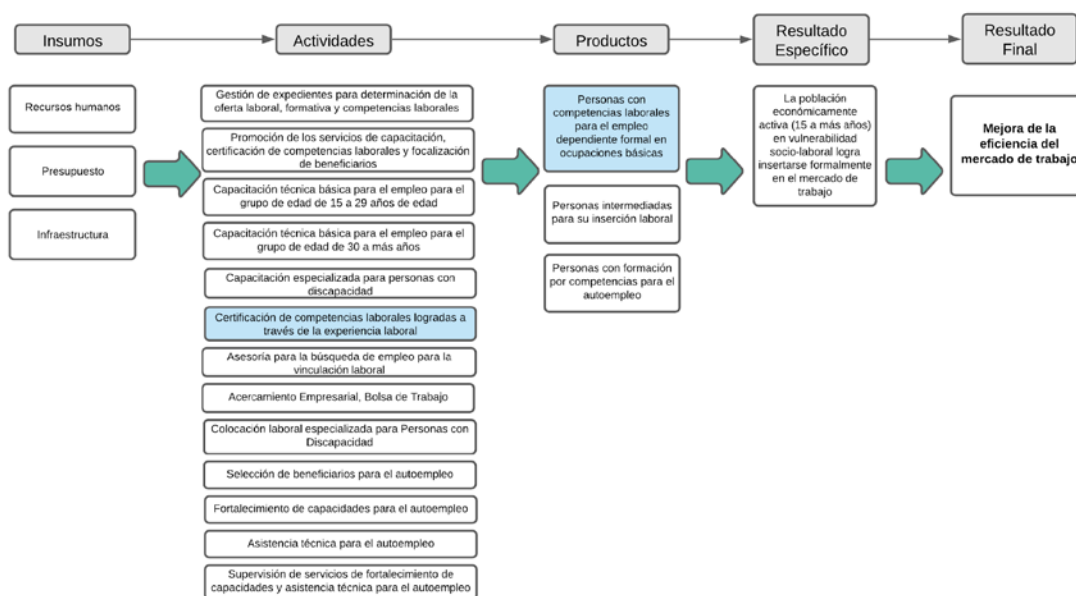 Insumos
Actividades
Productos
Resultado
Específico
Resultado
Final
Recursos humanos
Presupuesto
Infraestructura
Gestión de expedientes para determinación de la
oferta laboral, formativa y competencias laborales
Promoción de los servicios de capacitación,
certificación de competencias laborales y focalización
de beneficiarios
Capacitación técnica básica para el empleo para el
grupo de edad de 15 a 29 años de edad
Capacitación técnica básica para el empleo para el
grupo de edad de 30 a más años
Capacitación especializada para personas con
discapacidad
Certificación de competencias laborales logradas a
través de la experiencia laboral
Asesoría para la búsqueda de empleo para la
vinculación laboral
Acercamiento Empresarial, Bolsa de Trabajo
Colocación laboral especializada para Personas con
Discapacidad
Selección de beneficiarios para el autoempleo
Fortalecimiento de capacidades para el autoempleo
Asistencia técnica para el autoempleo
Supervisión de servicios de fortalecimiento de
capacidades y asistencia técnica para el autoempleo
Personas con
competencias laborales
para el empleo
dependiente formal en
ocupaciones básicas
Personas intermediadas
para su inserción laboral
Personas con formación
por competencias para el
autoempleo
La población
económicamente
activa (15 a más años)
en vulnerabilidad
socio-laboral logra
insertarse formalmente
en el mercado de
trabajo
Mejora de la
eficiencia del
mercado de trabajo